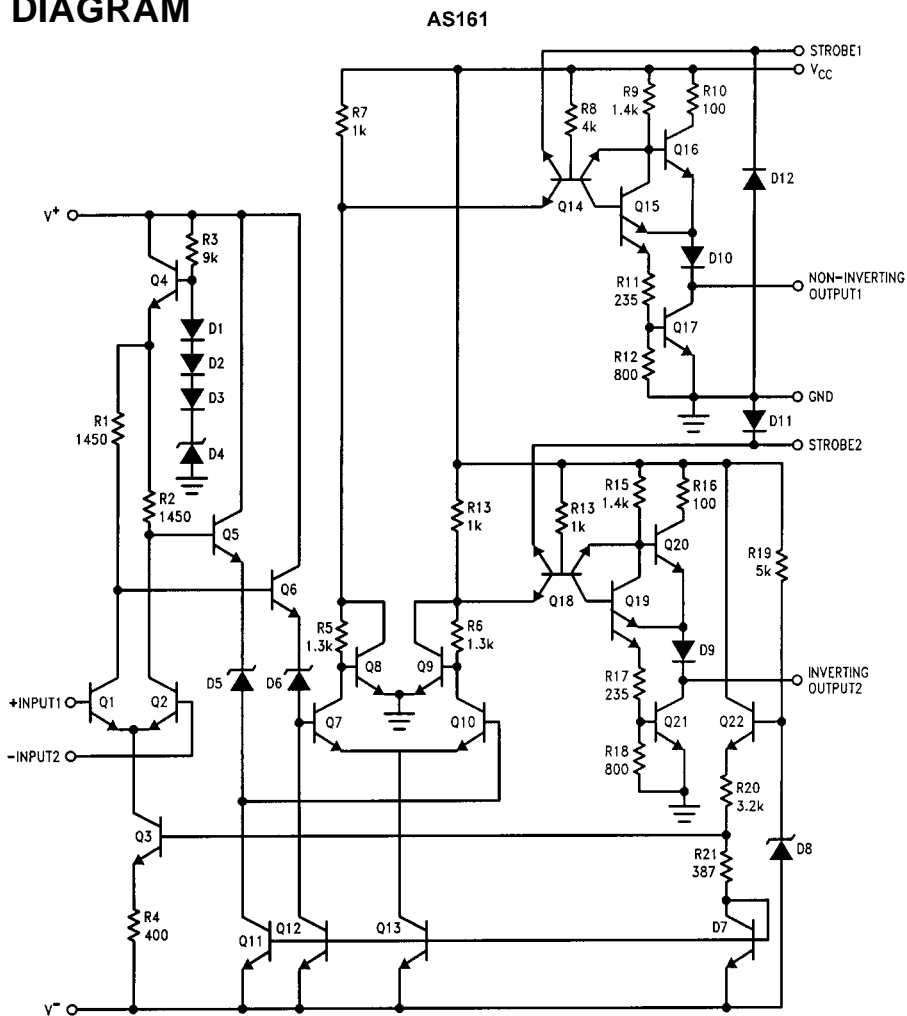 DIAGRAM
AS161
STROBE1
VCC
R7
1k
R8
4k
R9
1.4k
R10
100
Q16
Q14
Q15
D12
V+
R3
9k
Q4
D10
NON-INVERTING
OUTPUT1
R11
235
Q17
D1
D2
D3
D4
R12
800
GND
R1
1450
D11
STROBE2
R2
1450
Q5
R13
1k
R13
1k
R15
1.4k
R16
100
Q20
R19
5k
Q6
Q18
Q19
R5
1.3k
R6
1.3k
Q8
Q9
D9
D5
D6
R17
235
INVERTING
OUTPUT2
+INPUT1
Q1
Q2
Q7
Q10
Q21
Q22
-INPUT2
R18
800
R20
3.2k
Q3
R21
387
D8
R4
400
Q11
Q12
Q13
D7
V-